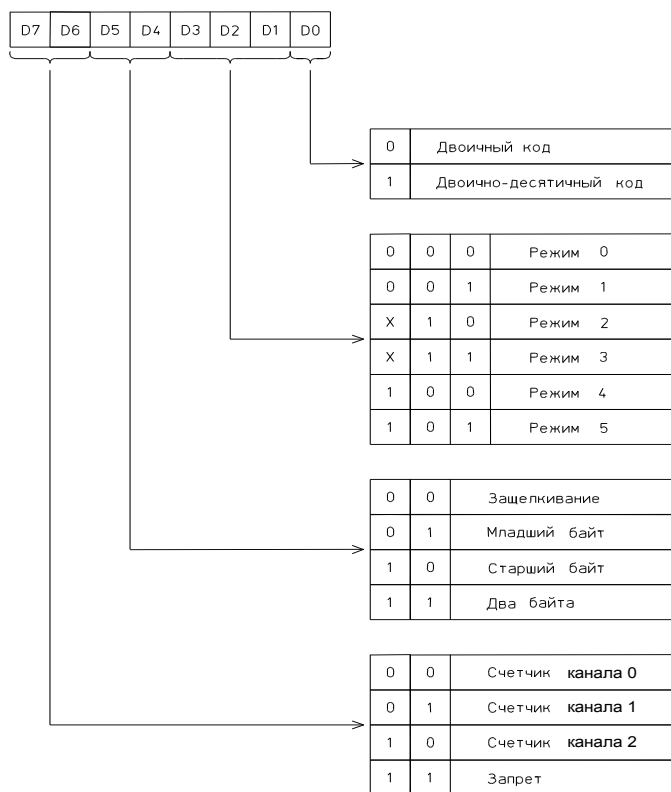 D7 D6 D5 D4 D3 D2 D1 D0
0 Двоичный код
1 Двоично-десятичный код
0 0 0 Режим 0
0 0 1 Режим 1
X 1 0 Режим 2
X 1 1 Режим 3
1 0 0 Режим 4
1 0 1 Режим 5
0 0 Защелкивание
0 1 Младший байт
1 0 Старший байт
1 1 Два байта
0 0 Счетчик канала 0
0 1 Счетчик канала 1
1 0 Счетчик канала 2
1 1 Запрет